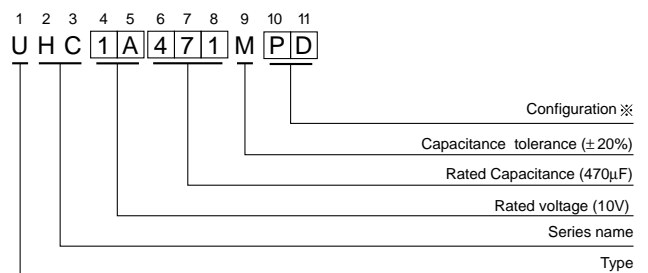 1 2 3 4 5 6 7 8 9 10 11
U H C 1 A 4 7 1 M P D
Configuration ※
Capacitance tolerance (±20%)
Rated Capacitance (470µF)
Rated voltage (10V)
Series name
Type